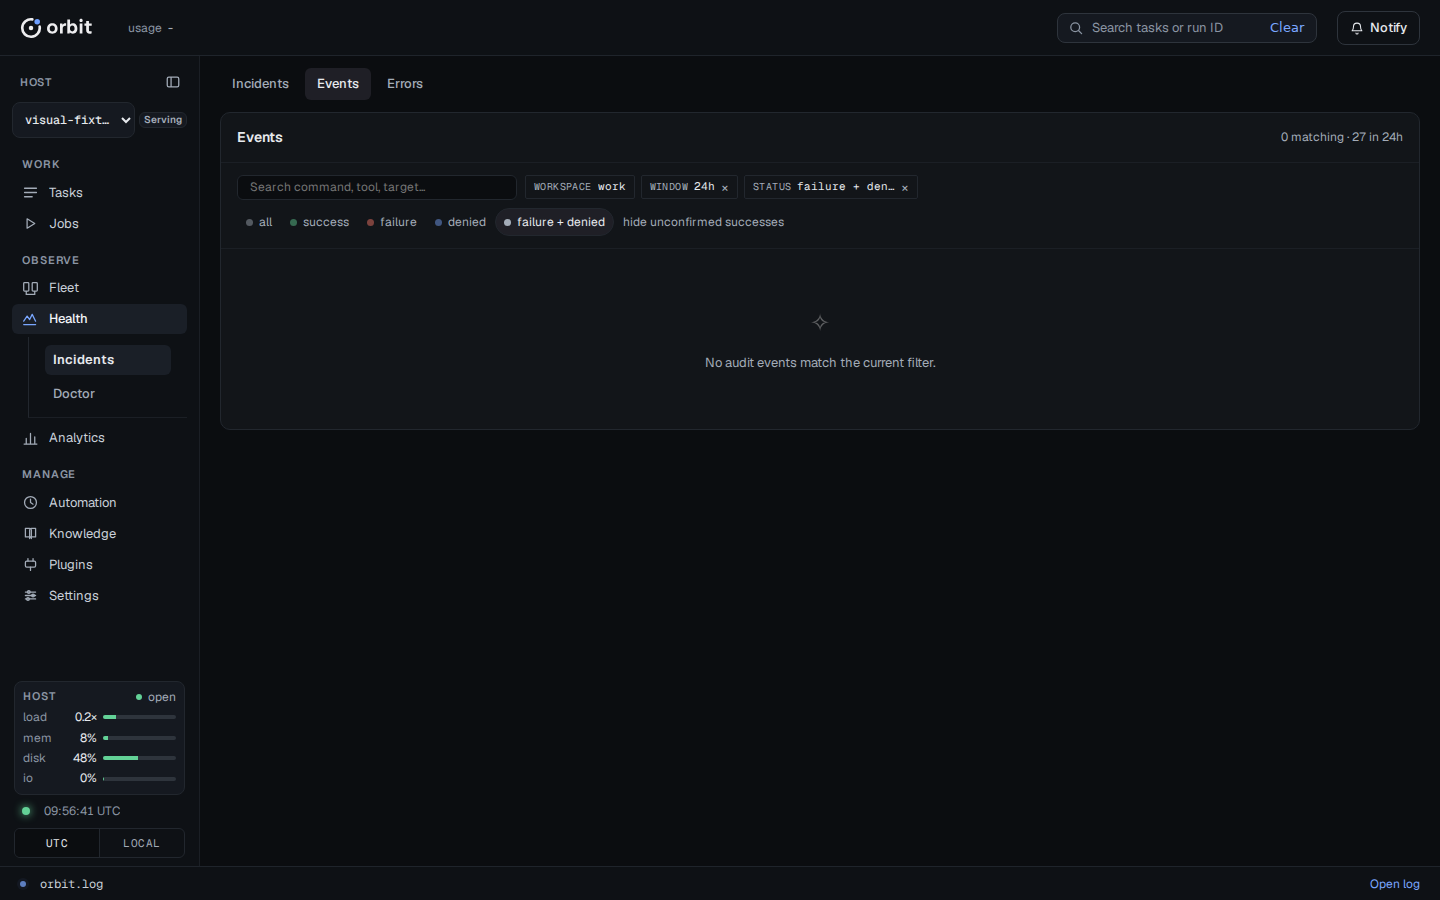 orbit
usage -
Search tasks or run ID
Clear
Notify
HOST
visual-fixt…
Serving
WORK
Tasks
Jobs
OBSERVE
Fleet
Health
Incidents
Doctor
Analytics
MANAGE
Automation
Knowledge
Plugins
Settings
HOST
open
load 0.2×
mem 8%
disk 48%
io 0%
09:56:41 UTC
UTC LOCAL
Incidents Events Errors
Events
0 matching · 27 in 24h
Search command, tool, target…
WORKSPACE work
WINDOW 24h ×
STATUS failure + den… ×
all success failure denied failure + denied hide unconfirmed successes
No audit events match the current filter.
orbit.log
Open log